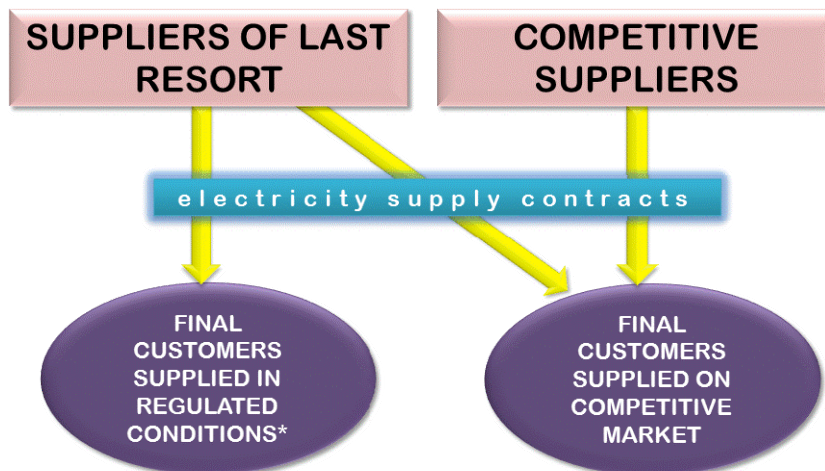 SUPPLIERS OF LAST
RESORT
COMPETITIVE
SUPPLIERS
electricity supply contracts
FINAL
CUSTOMERS
SUPPLIED IN
REGULATED
CONDITIONS*
FINAL
CUSTOMERS
SUPPLIED ON
COMPETITIVE
MARKET